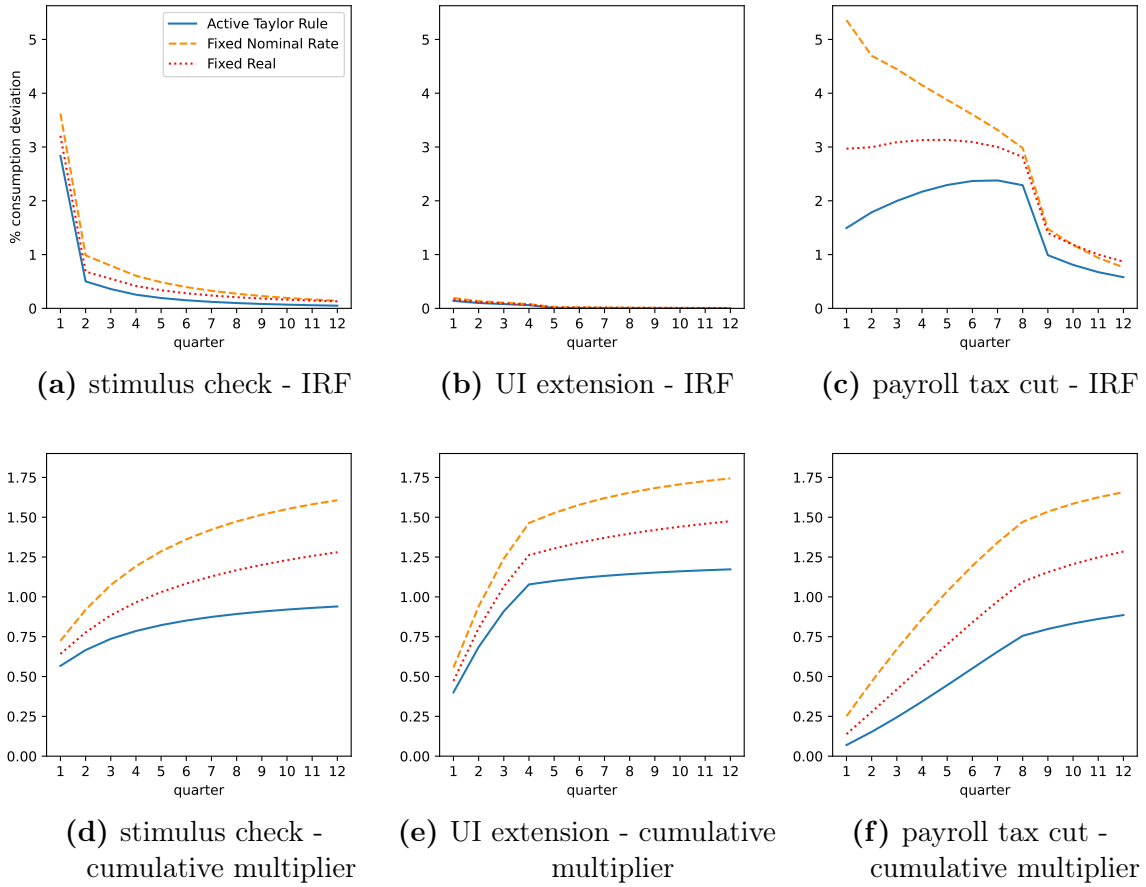 Active Taylor Rule
Fixed Nominal Rate
Fixed Real
% consumption deviation
5
4
3
2
1
0
1 2 3 4 5 6 7 8 9 10 11 12
quarter
(a) stimulus check - IRF
5
4
3
2
1
0
1 2 3 4 5 6 7 8 9 10 11 12
quarter
(b) UI extension - IRF
5
4
3
2
1
0
1 2 3 4 5 6 7 8 9 10 11 12
quarter
(c) payroll tax cut - IRF
1.75
1.50
1.25
1.00
0.75
0.50
0.25
0.00
1 2 3 4 5 6 7 8 9 10 11 12
quarter
(d) stimulus check -
cumulative multiplier
1.75
1.50
1.25
1.00
0.75
0.50
0.25
0.00
1 2 3 4 5 6 7 8 9 10 11 12
quarter
(e) UI extension - cumulative
multiplier
1.75
1.50
1.25
1.00
0.75
0.50
0.25
0.00
1 2 3 4 5 6 7 8 9 10 11 12
quarter
(f) payroll tax cut -
cumulative multiplier